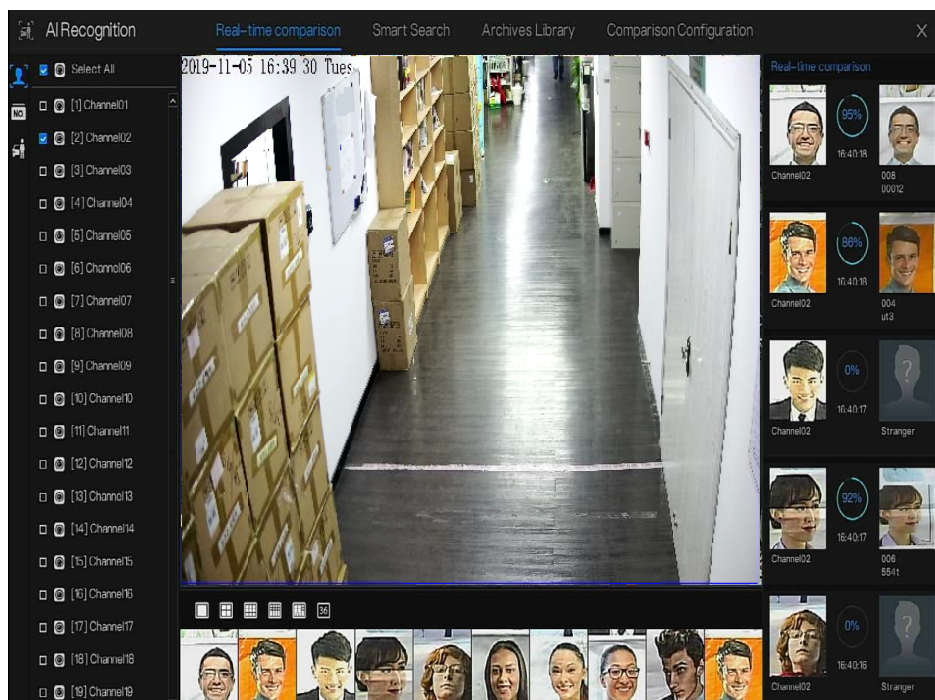 AI Recognition
Real-time comparison
Smart Search
Archives Library
Comparison Configuration
X
NO.
Select All
[1] Channel01
[2] Channel02
[3] Channel03
[4] Channel04
[5] Channel05
[6] Channel06
[7] Channel07
[8] Channel08
[9] Channel09
[10] Channel10
[11] Channel11
[12] Channel12
[13] Channel13
[14] Channel14
[15] Channel15
[16] Channel16
[17] Channel17
[18] Channel18
[19] Channel19
2019-11-05 16:39 30 Tues
36
Real-time comparison
95%
16:40:18
Channel02
008
00012
86%
16:40:18
Channel02
004
ut3
0%
?
16:40:17
Channel02
Stranger
92%
16:40:17
Channel02
006
554t
0%
?
16:40:16
Channel02
Stranger